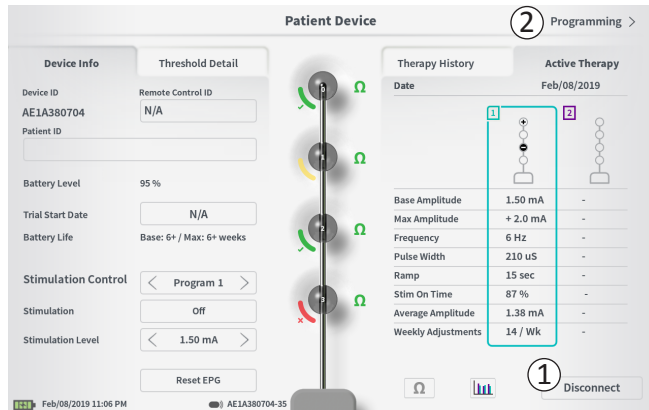 Patient Device
2 Programming >
Device Info
Threshold Detail
Device ID
Remote Control ID
AE1A380704
N/A
Patient ID
Battery Level 95 %
Trial Start Date N/A
Battery Life Base: 6+ / Max: 6+ weeks
Stimulation Control < Program 1 >
Stimulation Off
Stimulation Level < 1.50 mA >
Reset EPG
Feb/08/2019 11:06 PM
AE1A380704-35
0 Ω
1 Ω
2 Ω
3 Ω
Therapy History
Active Therapy
Date Feb/08/2019
1 2
Base Amplitude 1.50 mA -
Max Amplitude + 2.0 mA -
Frequency 6 Hz -
Pulse Width 210 uS -
Ramp 15 sec -
Stim On Time 87 % -
Average Amplitude 1.38 mA -
Weekly Adjustments 14 / Wk -
Ω
1 Disconnect